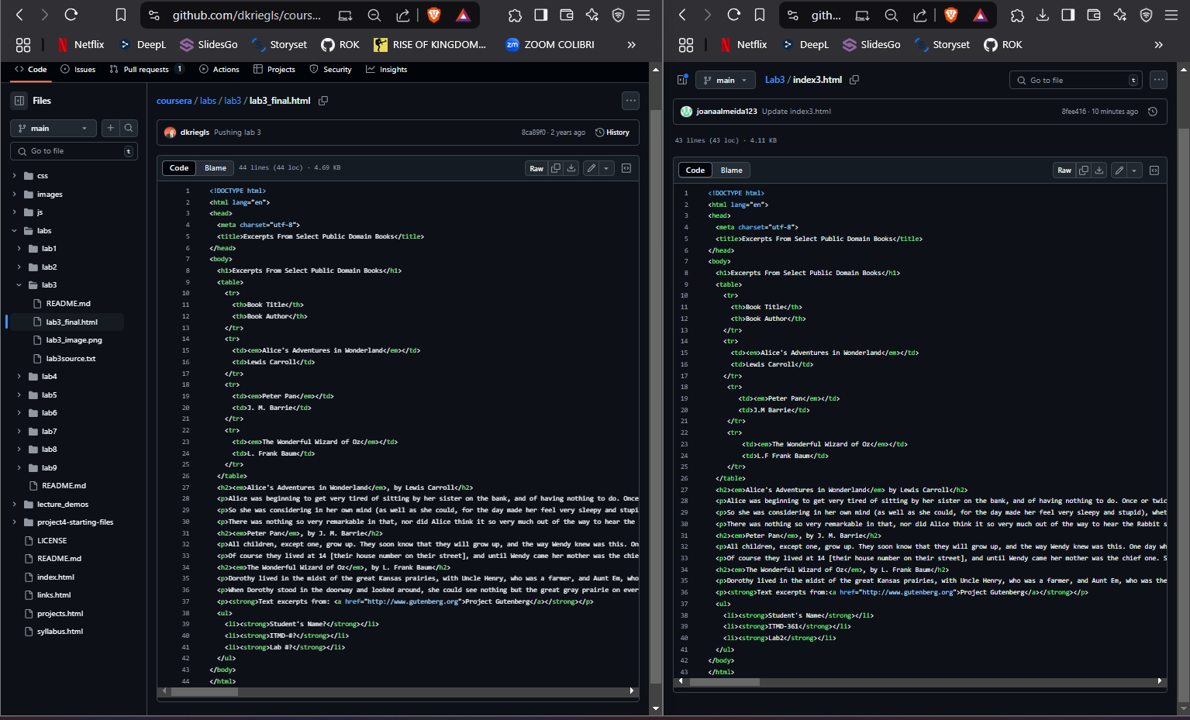 github.com/dkriegls/cours...
Netflix DeepL SlidesGo Storyset ROK RISE OF KINGDOM... zm ZOOM COLIBRI »
Code Issues Pull requests 1 Actions Projects Security Insights
Files
main
Go to file t
css
images
js
labs
lab1
lab2
lab3
README.md
lab3_final.html
lab3_image.png
lab3source.txt
lab4
lab5
lab6
lab7
lab8
lab9
README.md
lecture_demos
project4-starting-files
LICENSE
README.md
index.html
links.html
projects.html
syllabus.html
coursera / labs / lab3 / lab3_final.html
dkriegls Pushing lab 3 8ca89f0 · 2 years ago History
Code Blame 44 lines (44 loc) · 4.69 KB Raw
1 <!DOCTYPE html>
2 <html lang="en">
3 <head>
4 <meta charset="utf-8">
5 <title>Excerpts From Select Public Domain Books</title>
6 </head>
7 <body>
8 <h1>Excerpts From Select Public Domain Books</h1>
9 <table>
10 <tr>
11 <th>Book Title</th>
12 <th>Book Author</th>
13 </tr>
14 <tr>
15 <td><em>Alice's Adventures in Wonderland</em></td>
16 <td>Lewis Carroll</td>
17 </tr>
18 <tr>
19 <td><em>Peter Pan</em></td>
20 <td>J. M. Barrie</td>
21 </tr>
22 <tr>
23 <td><em>The Wonderful Wizard of Oz</em></td>
24 <td>L. Frank Baum</td>
25 </tr>
26 </table>
27 <h2><em>Alice's Adventures in Wonderland</em>, by Lewis Carroll</h2>
28 <p>Alice was beginning to get very tired of sitting by her sister on the bank, and of having nothing to do. Once
29 <p>So she was considering in her own mind (as well as she could, for the day made her feel very sleepy and stupi
30 <p>There was nothing so very remarkable in that, nor did Alice think it so very much out of the way to hear the
31 <h2><em>Peter Pan</em>, by J. M. Barrie</h2>
32 <p>All children, except one, grow up. They soon know that they will grow up, and the way Wendy knew was this. On
33 <p>Of course they lived at 14 [their house number on their street], and until Wendy came her mother was the chie
34 <h2><em>The Wonderful Wizard of Oz</em>, by L. Frank Baum</h2>
35 <p>Dorothy lived in the midst of the great Kansas prairies, with Uncle Henry, who was a farmer, and Aunt Em, who
36 <p>When Dorothy stood in the doorway and looked around, she could see nothing but the great gray prairie on ever
37 <p><strong>Text excerpts from: <a href="http://www.gutenberg.org">Project Gutenberg</a></strong></p>
38 <ul>
39 <li><strong>Student's Name?</strong></li>
40 <li><strong>ITMD-#?</strong></li>
41 <li><strong>Lab #?</strong></li>
42 </ul>
43 </body>
44 </html>
gith...
Netflix DeepL SlidesGo Storyset ROK »
main Lab3 / index3.html Go to file t
joanaalmeida123 Update index3.html 8fee416 · 10 minutes ago
43 lines (43 loc) · 4.11 KB
Code Blame Raw
1 <!DOCTYPE html>
2 <html lang="en">
3 <head>
4 <meta charset="utf-8">
5 <title>Excerpts From Select Public Domain Books</title>
6 </head>
7 <body>
8 <h1>Excerpts From Select Public Domain Books</h1>
9 <table>
10 <tr>
11 <th>Book Title</th>
12 <th>Book Author</th>
13 </tr>
14 <tr>
15 <td><em>Alice's Adventures in Wonderland</em></td>
16 <td>Lewis Carroll</td>
17 </tr>
18 <tr>
19 <td><em>Peter Pan</em></td>
20 <td>J.M Barrie</td>
21 </tr>
22 <tr>
23 <td><em>The Wonderful Wizard of Oz</em></td>
24 <td>L.F Frank Baum</td>
25 </tr>
26 </table>
27 <h2><em>Alice's Adventures in Wonderland</em> by Lewis Carroll</h2>
28 <p>Alice was beginning to get very tired of sitting by her sister on the bank, and of having nothing to do. Once or twic
29 <p>So she was considering in her own mind (as well as she could, for the day made her feel very sleepy and stupid), whet
30 <p>There was nothing so very remarkable in that, nor did Alice think it so very much out of the way to hear the Rabbit s
31 <h2><em>Peter Pan</em>, by J. M. Barrie</h2>
32 <p>All children, except one, grow up. They soon know that they will grow up, and the way Wendy knew was this. One day wh
33 <p>Of course they lived at 14 [their house number on their street], and until Wendy came her mother was the chief one. S
34 <h2><em>The Wonderful Wizard of Oz</em>, by L. Frank Baum</h2>
35 <p>Dorothy lived in the midst of the great Kansas prairies, with Uncle Henry, who was a farmer, and Aunt Em, who was the
36 <p><strong>Text excerpts from:<a href="http://www.gutenberg.org">Project Gutenberg</a></strong></p>
37 <ul>
38 <li><strong>Student's Name</strong></li>
39 <li><strong>ITMD-361</strong></li>
40 <li><strong>Lab2</strong></li>
41 </ul>
42 </body>
43 </html>